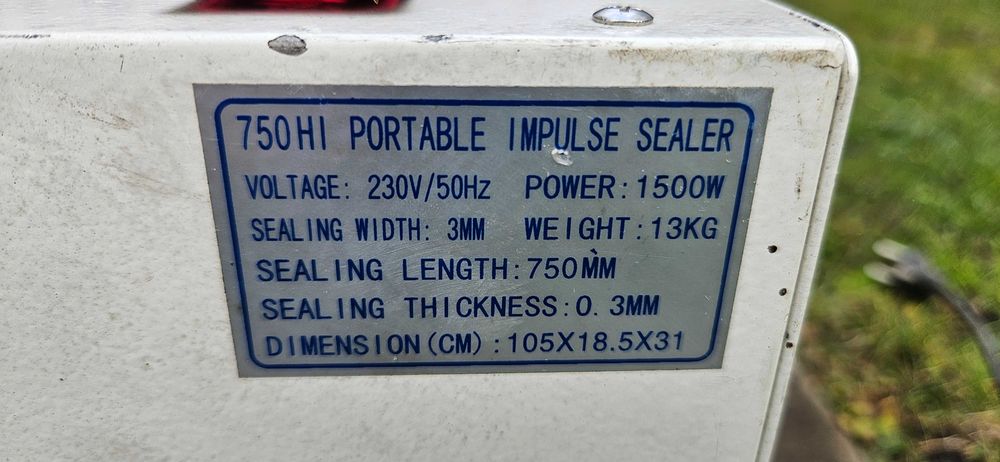 750HI PORTABLE IMPULSE SEALER
VOLTAGE: 230V/50Hz POWER:1500W
SEALING WIDTH: 3MM WEIGHT:13KG
SEALING LENGTH:750MM
SEALING THICKNESS:0.3MM
DIMENSION(CM):105X18.5X31